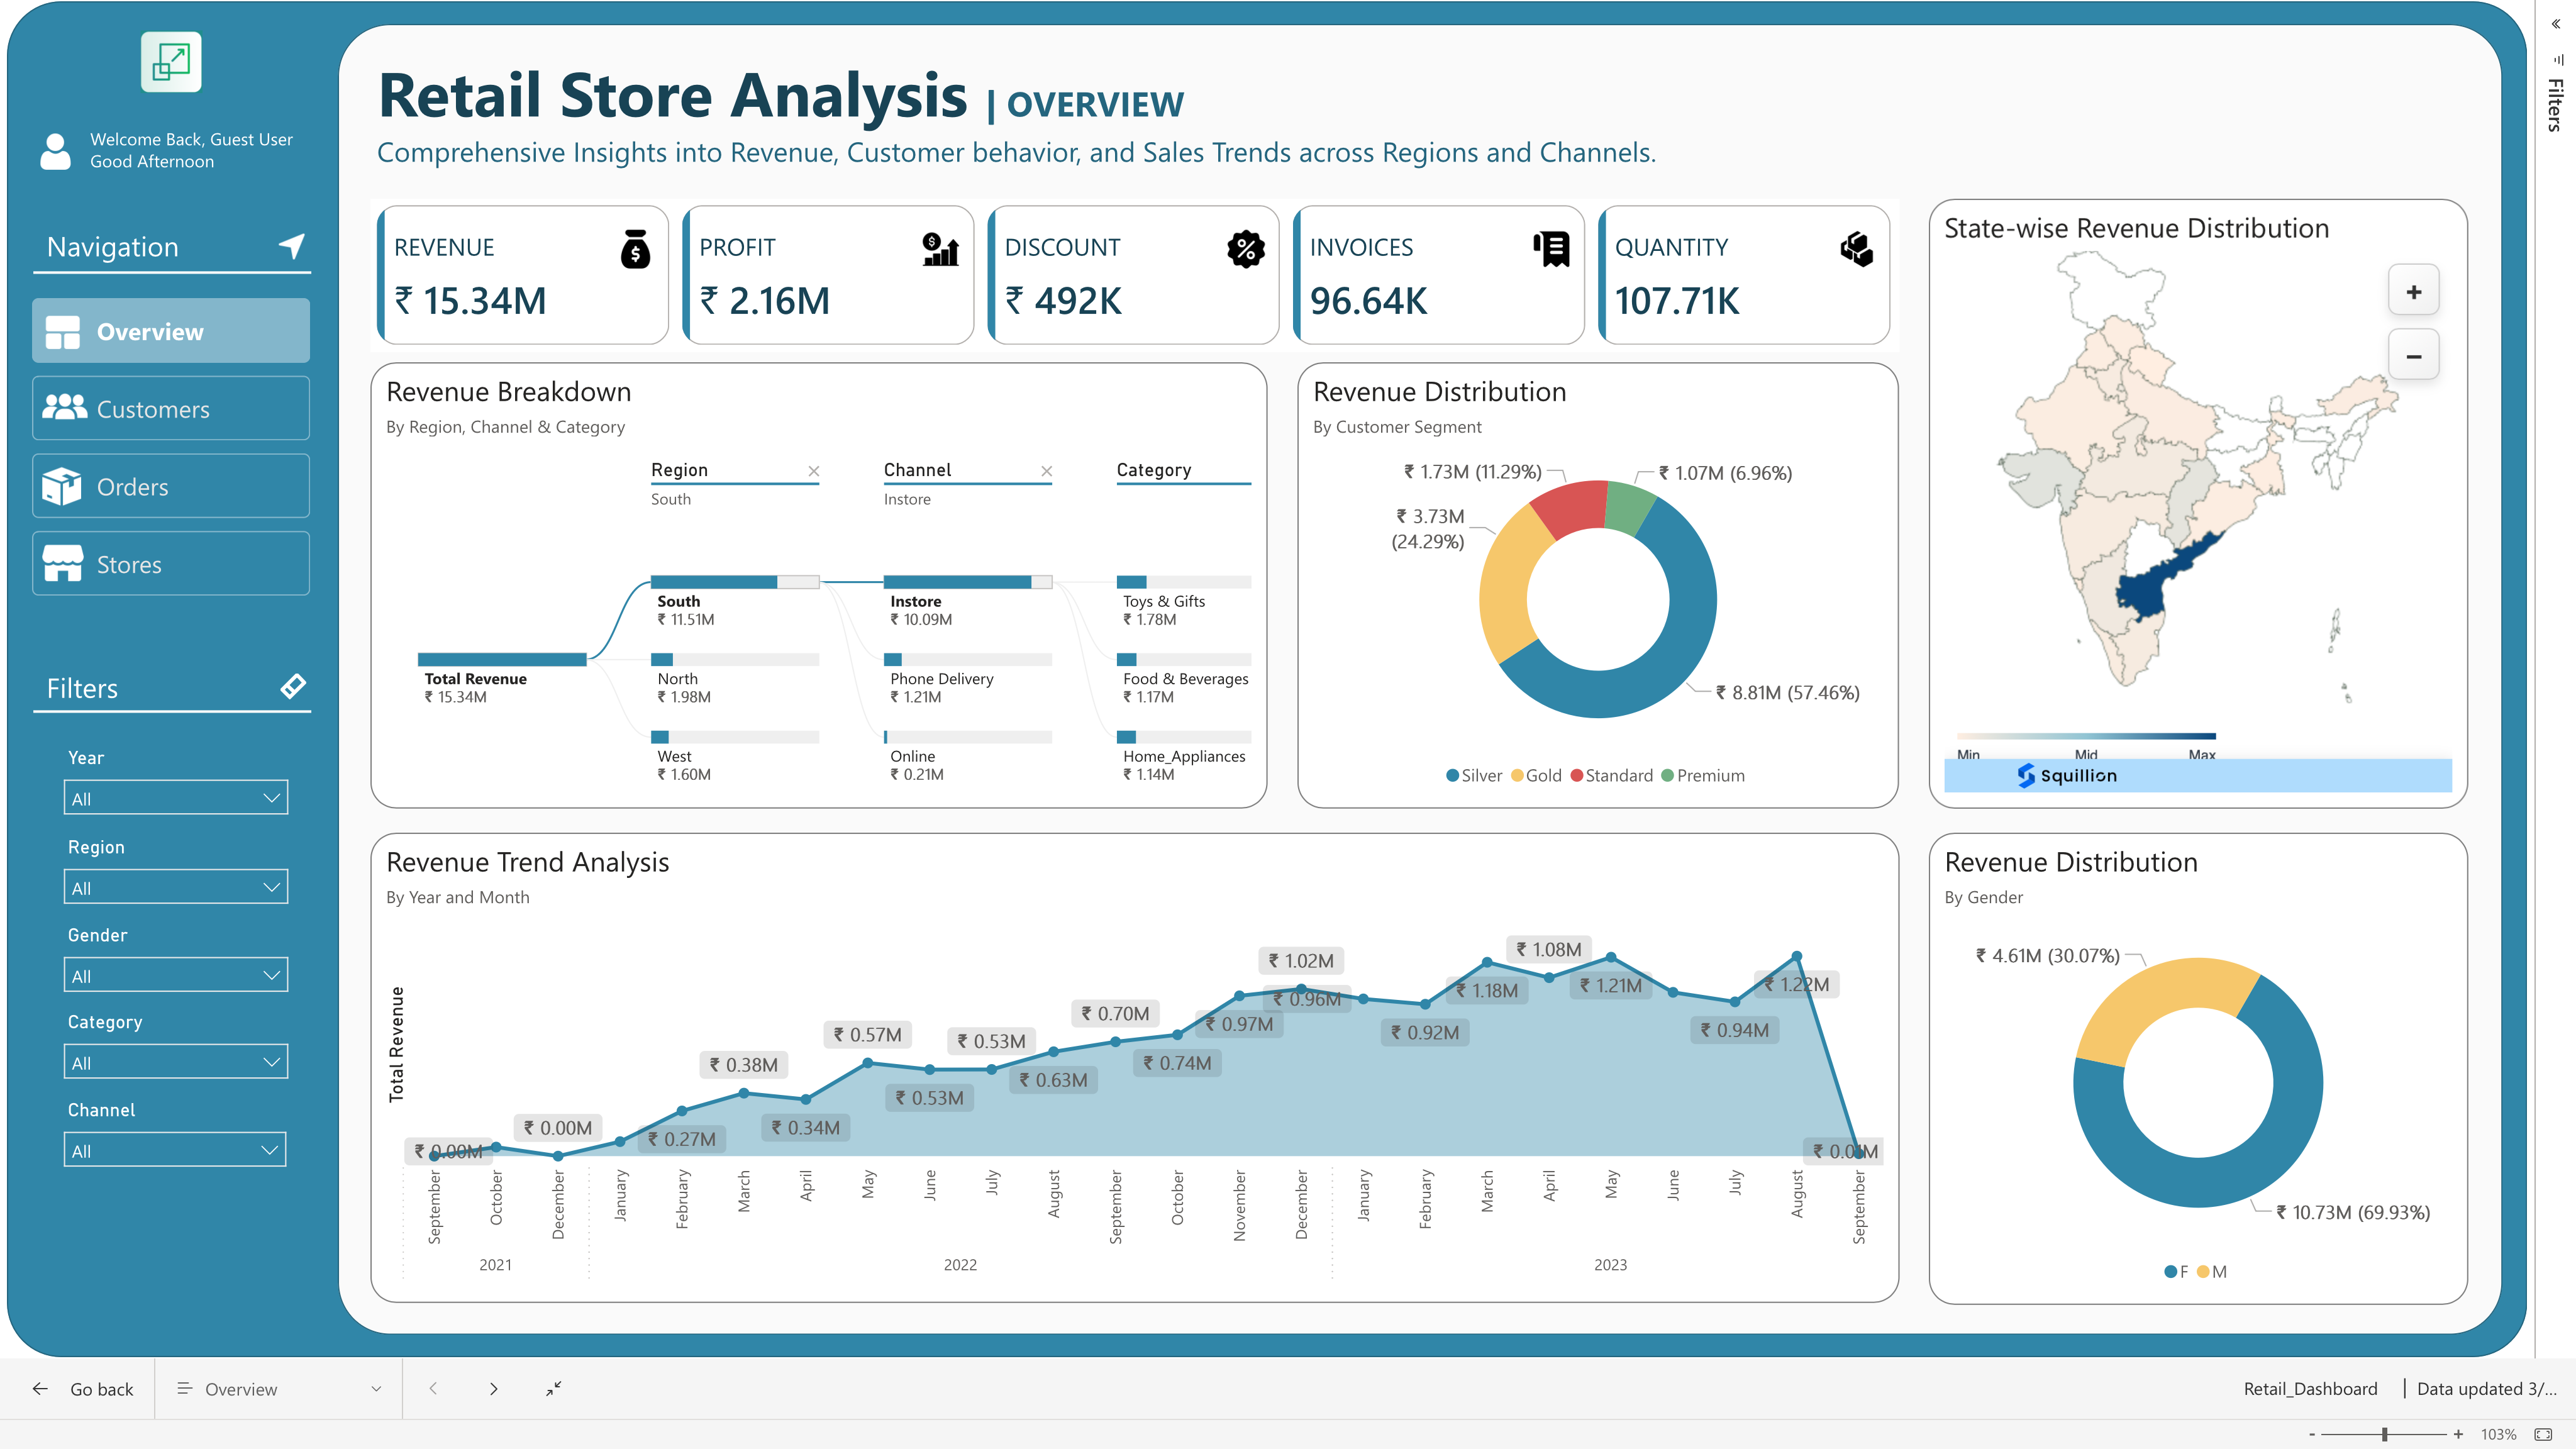 Welcome Back, Guest User
Good Afternoon
Navigation
Overview
Customers
Orders
Stores
Filters
Year
All
Region
All
Gender
All
Category
All
Channel
All
Retail Store Analysis | OVERVIEW
Comprehensive Insights into Revenue, Customer behavior, and Sales Trends across Regions and Channels.
REVENUE
₹ 15.34M
PROFIT
₹ 2.16M
DISCOUNT
₹ 492K
INVOICES
96.64K
QUANTITY
107.71K
Revenue Breakdown
By Region, Channel & Category
Region
South
Channel
Instore
Category
Total Revenue
₹ 15.34M
South
₹ 11.51M
North
₹ 1.98M
West
₹ 1.60M
Instore
₹ 10.09M
Phone Delivery
₹ 1.21M
Online
₹ 0.21M
Toys & Gifts
₹ 1.78M
Food & Beverages
₹ 1.17M
Home_Appliances
₹ 1.14M
Revenue Distribution
By Customer Segment
₹ 1.73M (11.29%)
₹ 1.07M (6.96%)
₹ 3.73M
(24.29%)
₹ 8.81M (57.46%)
Silver Gold Standard Premium
State-wise Revenue Distribution
+
−
Min Mid Max
Squillion
Revenue Trend Analysis
By Year and Month
Total Revenue
₹ 0.00M
₹ 0.00M
₹ 0.27M
₹ 0.38M
₹ 0.34M
₹ 0.57M
₹ 0.53M
₹ 0.53M
₹ 0.63M
₹ 0.70M
₹ 0.74M
₹ 0.97M
₹ 1.02M
₹ 0.96M
₹ 0.92M
₹ 1.18M
₹ 1.08M
₹ 1.21M
₹ 0.94M
₹ 1.22M
September
October
December
January
February
March
April
May
June
July
August
September
October
November
December
January
February
March
April
May
June
July
August
September
2021
2022
2023
Revenue Distribution
By Gender
₹ 4.61M (30.07%)
₹ 10.73M (69.93%)
F M
Filters
Go back
Overview
Retail_Dashboard | Data updated 3/...
- + 103%